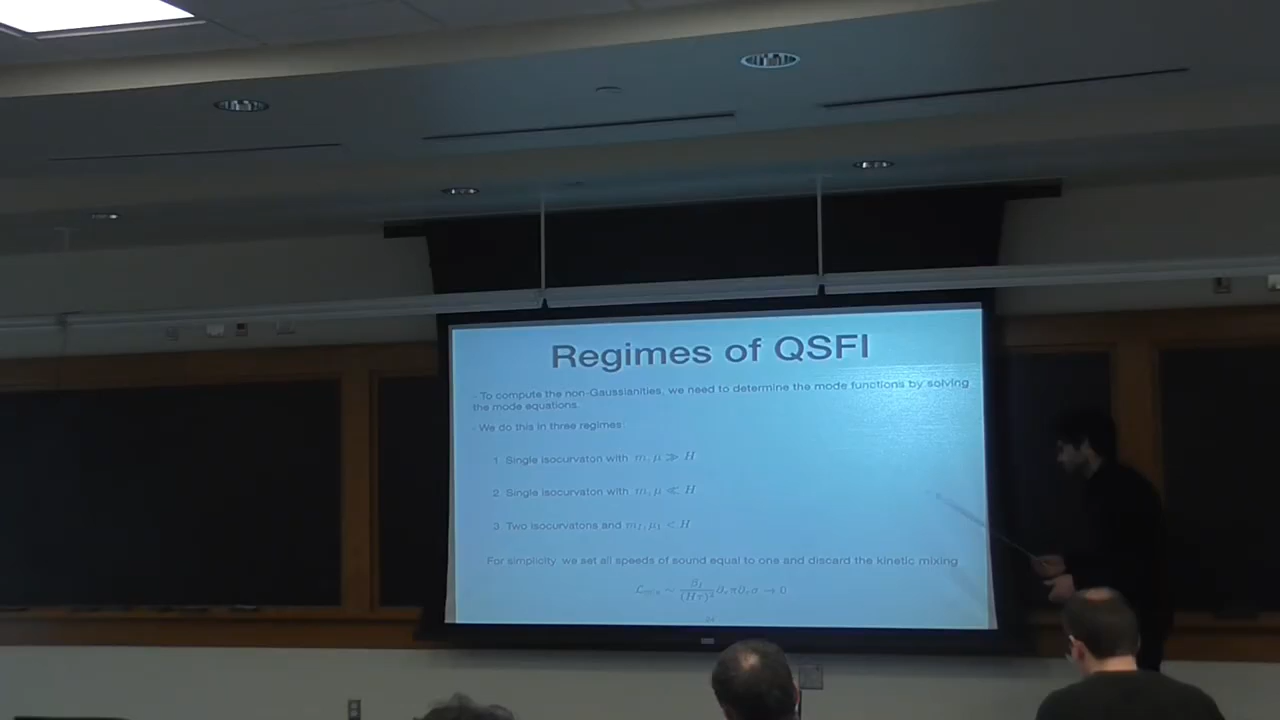 Regimes of QSFI
- To compute the non-Gaussianities, we need to determine the mode functions by solving
the mode equations.
- We do this in three regimes:
1. Single isocurvaton with m, μ ≫ H
2. Single isocurvaton with m, μ ≪ H
3. Two isocurvatons and m_I, μ_I < H
For simplicity, we set all speeds of sound equal to one and discard the kinetic mixing